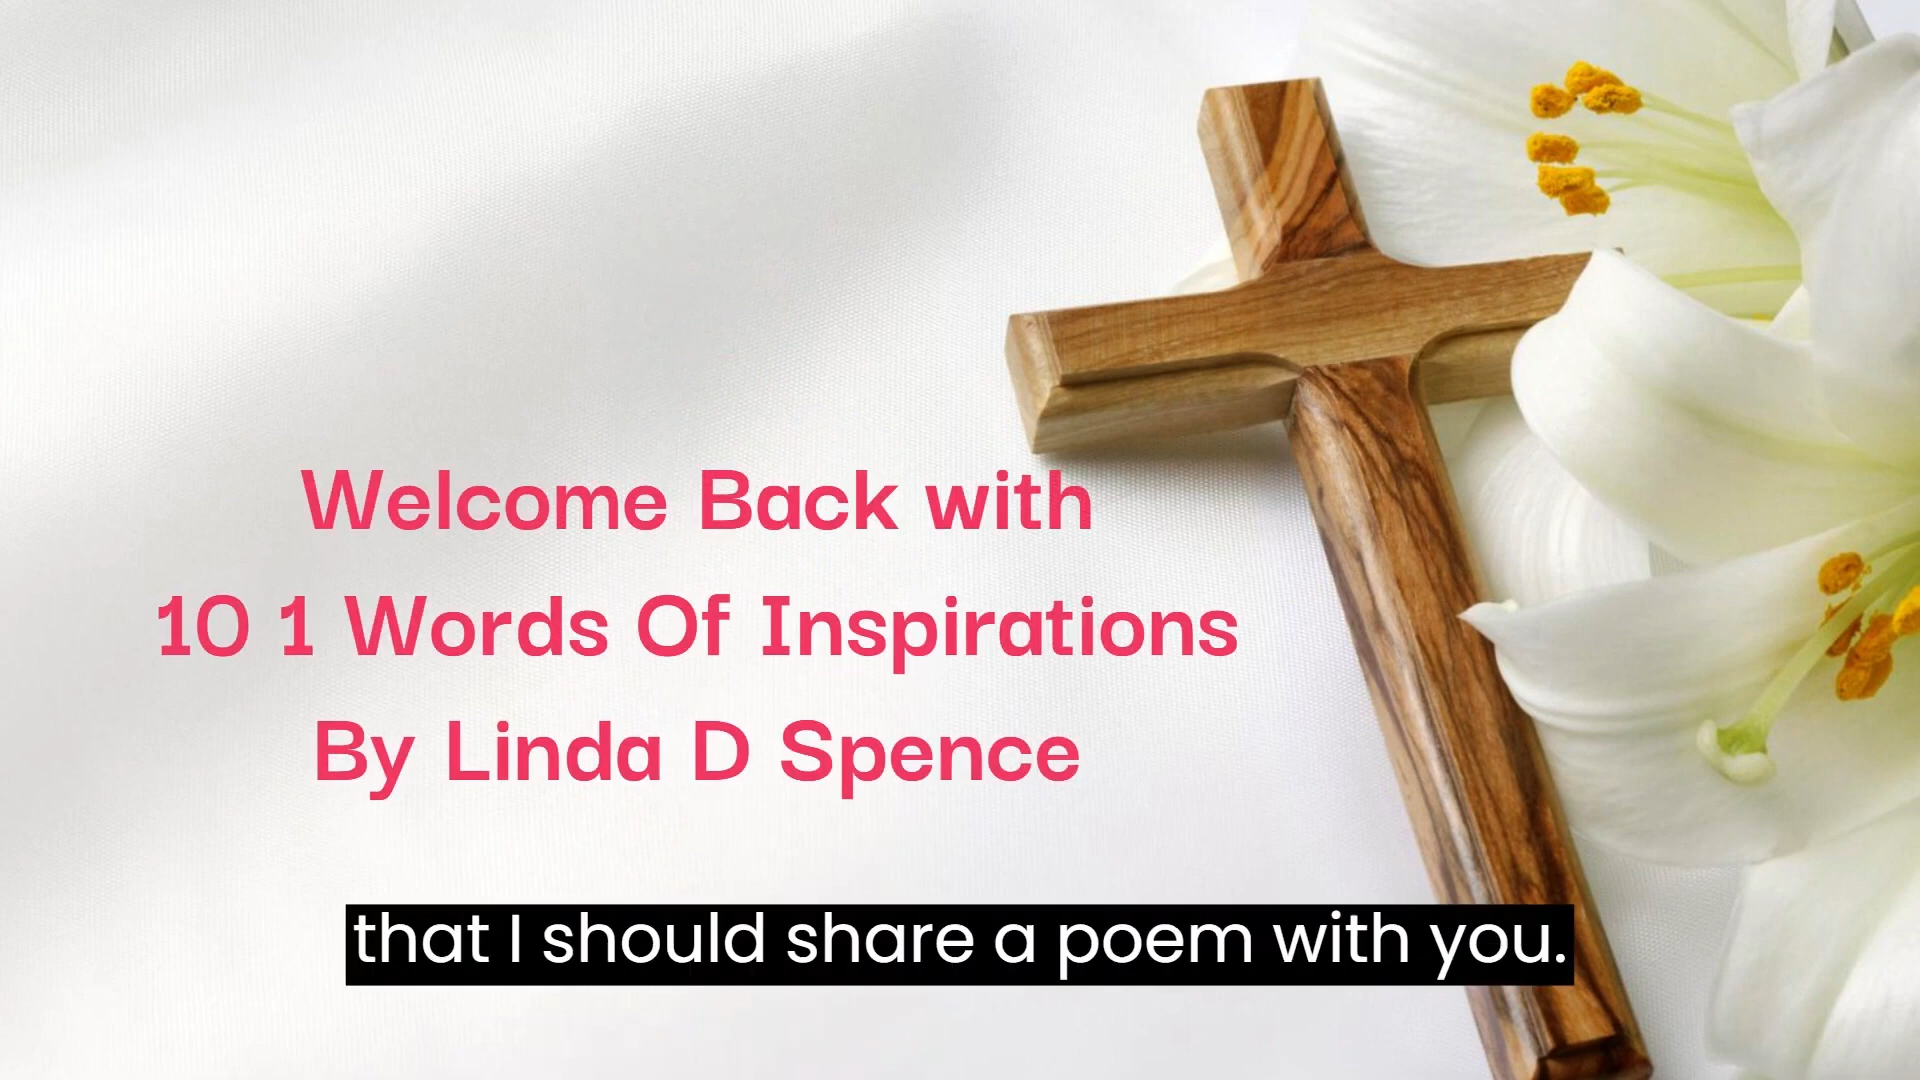 Welcome Back with
10 1 Words Of Inspirations
By Linda D Spence
that I should share a poem with you.